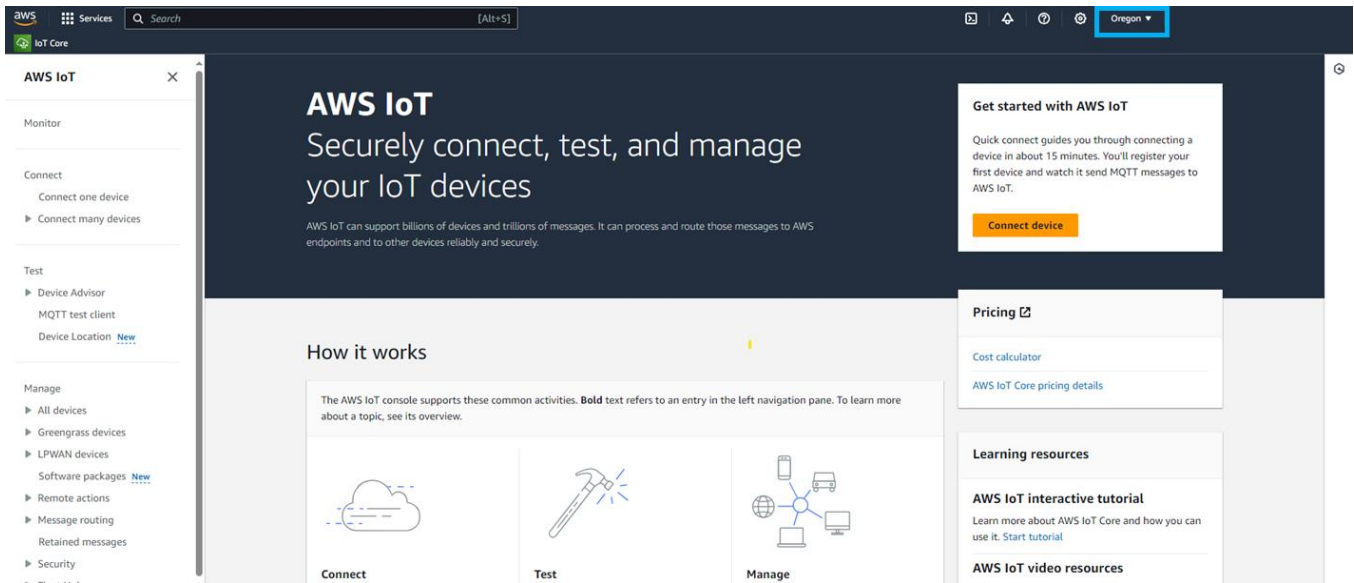 aws
Services
Search
[Alt+S]
Oregon
IoT Core
AWS IoT
Monitor
Connect
Connect one device
Connect many devices
Test
Device Advisor
MQTT test client
Device Location New
Manage
All devices
Greengrass devices
LPWAN devices
Software packages New
Remote actions
Message routing
Retained messages
Security
AWS IoT
Securely connect, test, and manage
your IoT devices
AWS IoT can support billions of devices and trillions of messages. It can process and route those messages to AWS
endpoints and to other devices reliably and securely.
Get started with AWS IoT
Quick connect guides you through connecting a
device in about 15 minutes. You'll register your
first device and watch it send MQTT messages to
AWS IoT.
Connect device
How it works
The AWS IoT console supports these common activities. Bold text refers to an entry in the left navigation pane. To learn more
about a topic, see its overview.
Connect
Test
Manage
Pricing
Cost calculator
AWS IoT Core pricing details
Learning resources
AWS IoT interactive tutorial
Learn more about AWS IoT Core and how you can
use it. Start tutorial
AWS IoT video resources